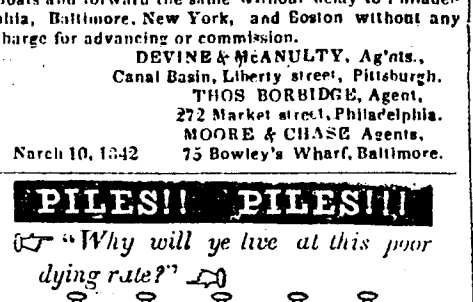 boats and forward the same without delay to Philadel-
phia, Baltimore, New York, and Boston without any
charge for advancing or commission.
DEVINE & McANULTY, Ag'nts.,
Canal Basin, Liberty street, Pittsburgh.
THOS BORBIDGE, Agent,
272 Market street, Philadelphia.
MOORE & CHASE Agents,
March 10, 1842 75 Bowley's Wharf, Baltimore.
PILES!! PILES!!!
"Why will ye live at this poor
dying rate?"